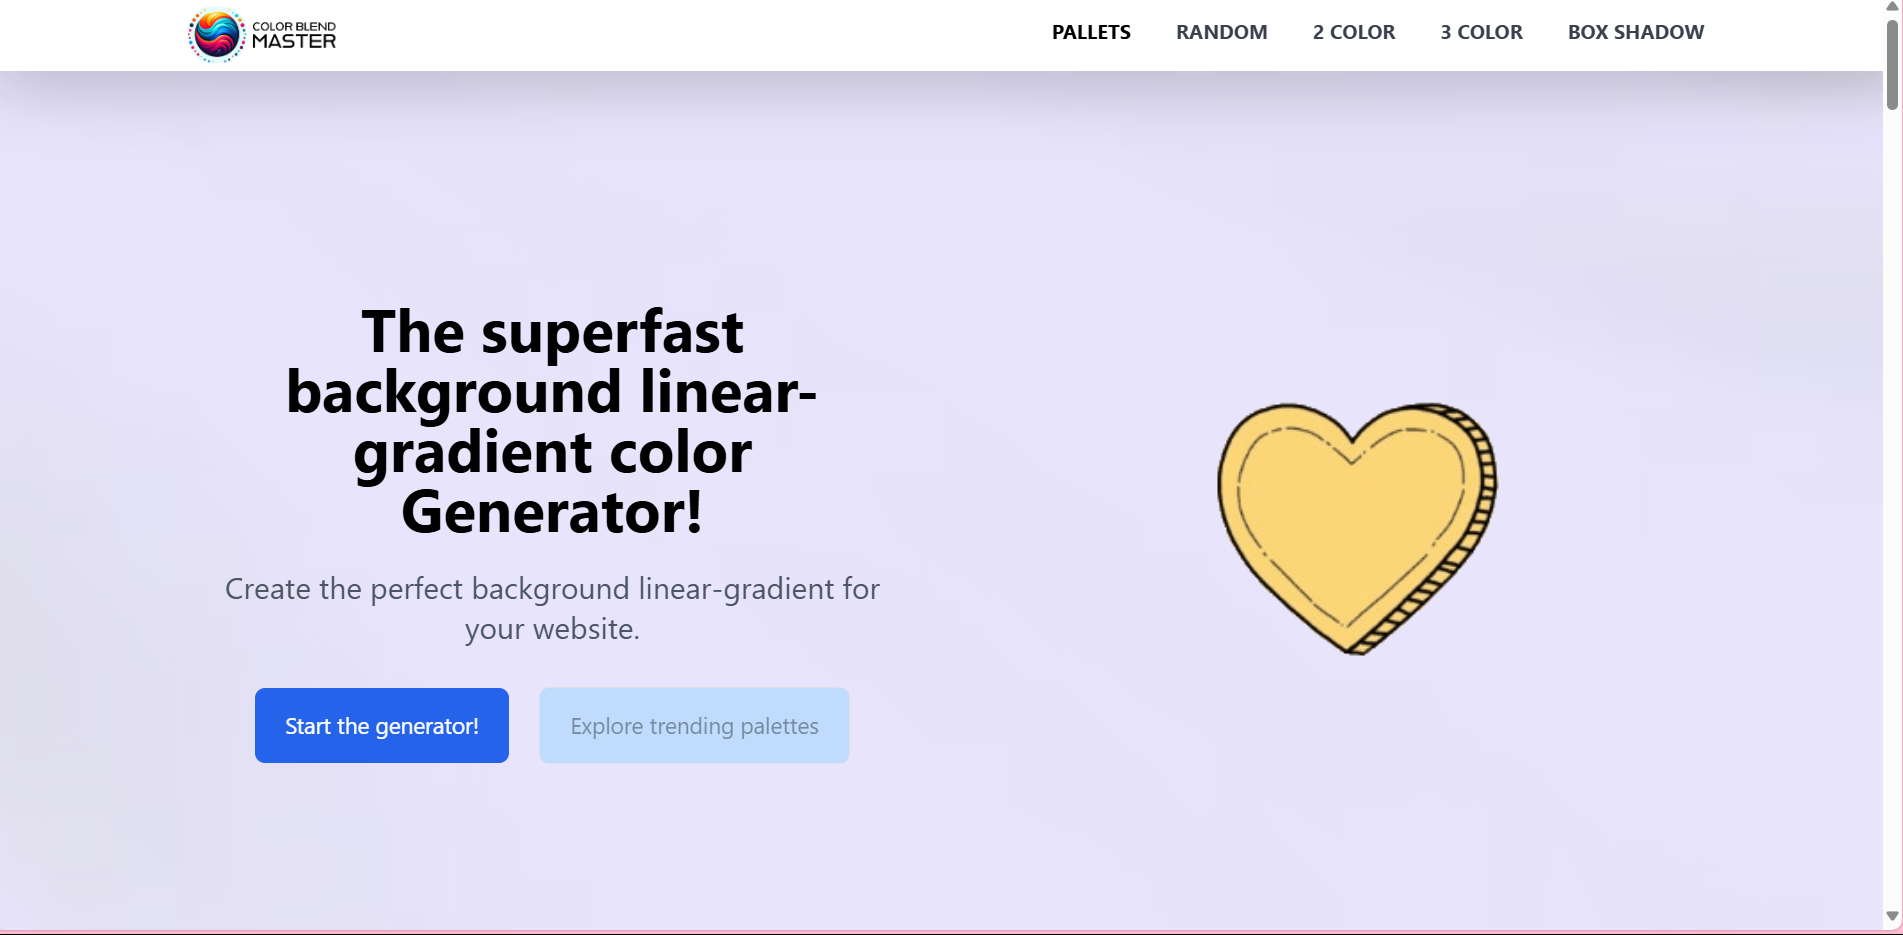 COLOR BLEND
MASTER
PALLETS RANDOM 2 COLOR 3 COLOR BOX SHADOW
The superfast
background linear-
gradient color
Generator!
Create the perfect background linear-gradient for
your website.
Start the generator! Explore trending palettes